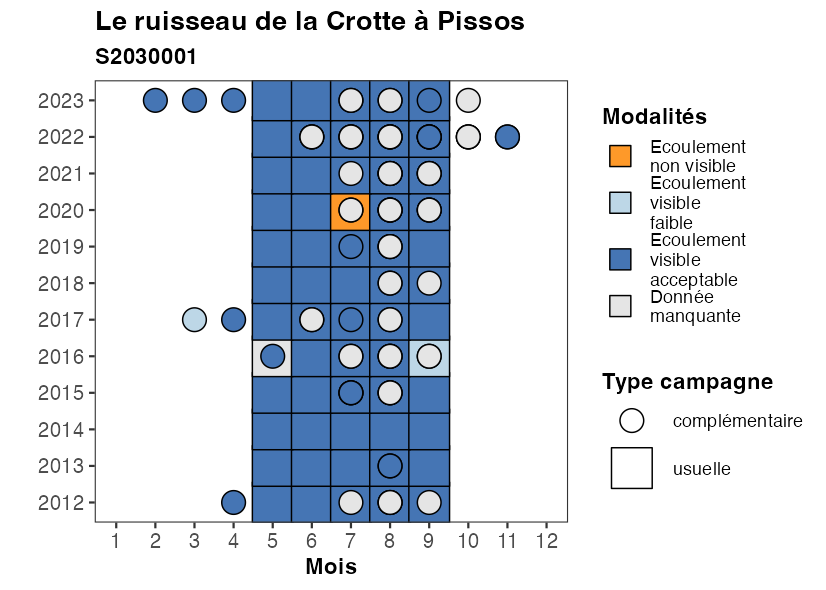 Le ruisseau de la Crotte à Pissos
S2030001
2023
2022
2021
2020
2019
2018
2017
2016
2015
2014
2013
2012
1 2 3 4 5 6 7 8 9 10 11 12
Mois
Modalités
Ecoulement
non visible
Ecoulement
visible
faible
Ecoulement
visible
acceptable
Donnée
manquante
Type campagne
complémentaire
usuelle